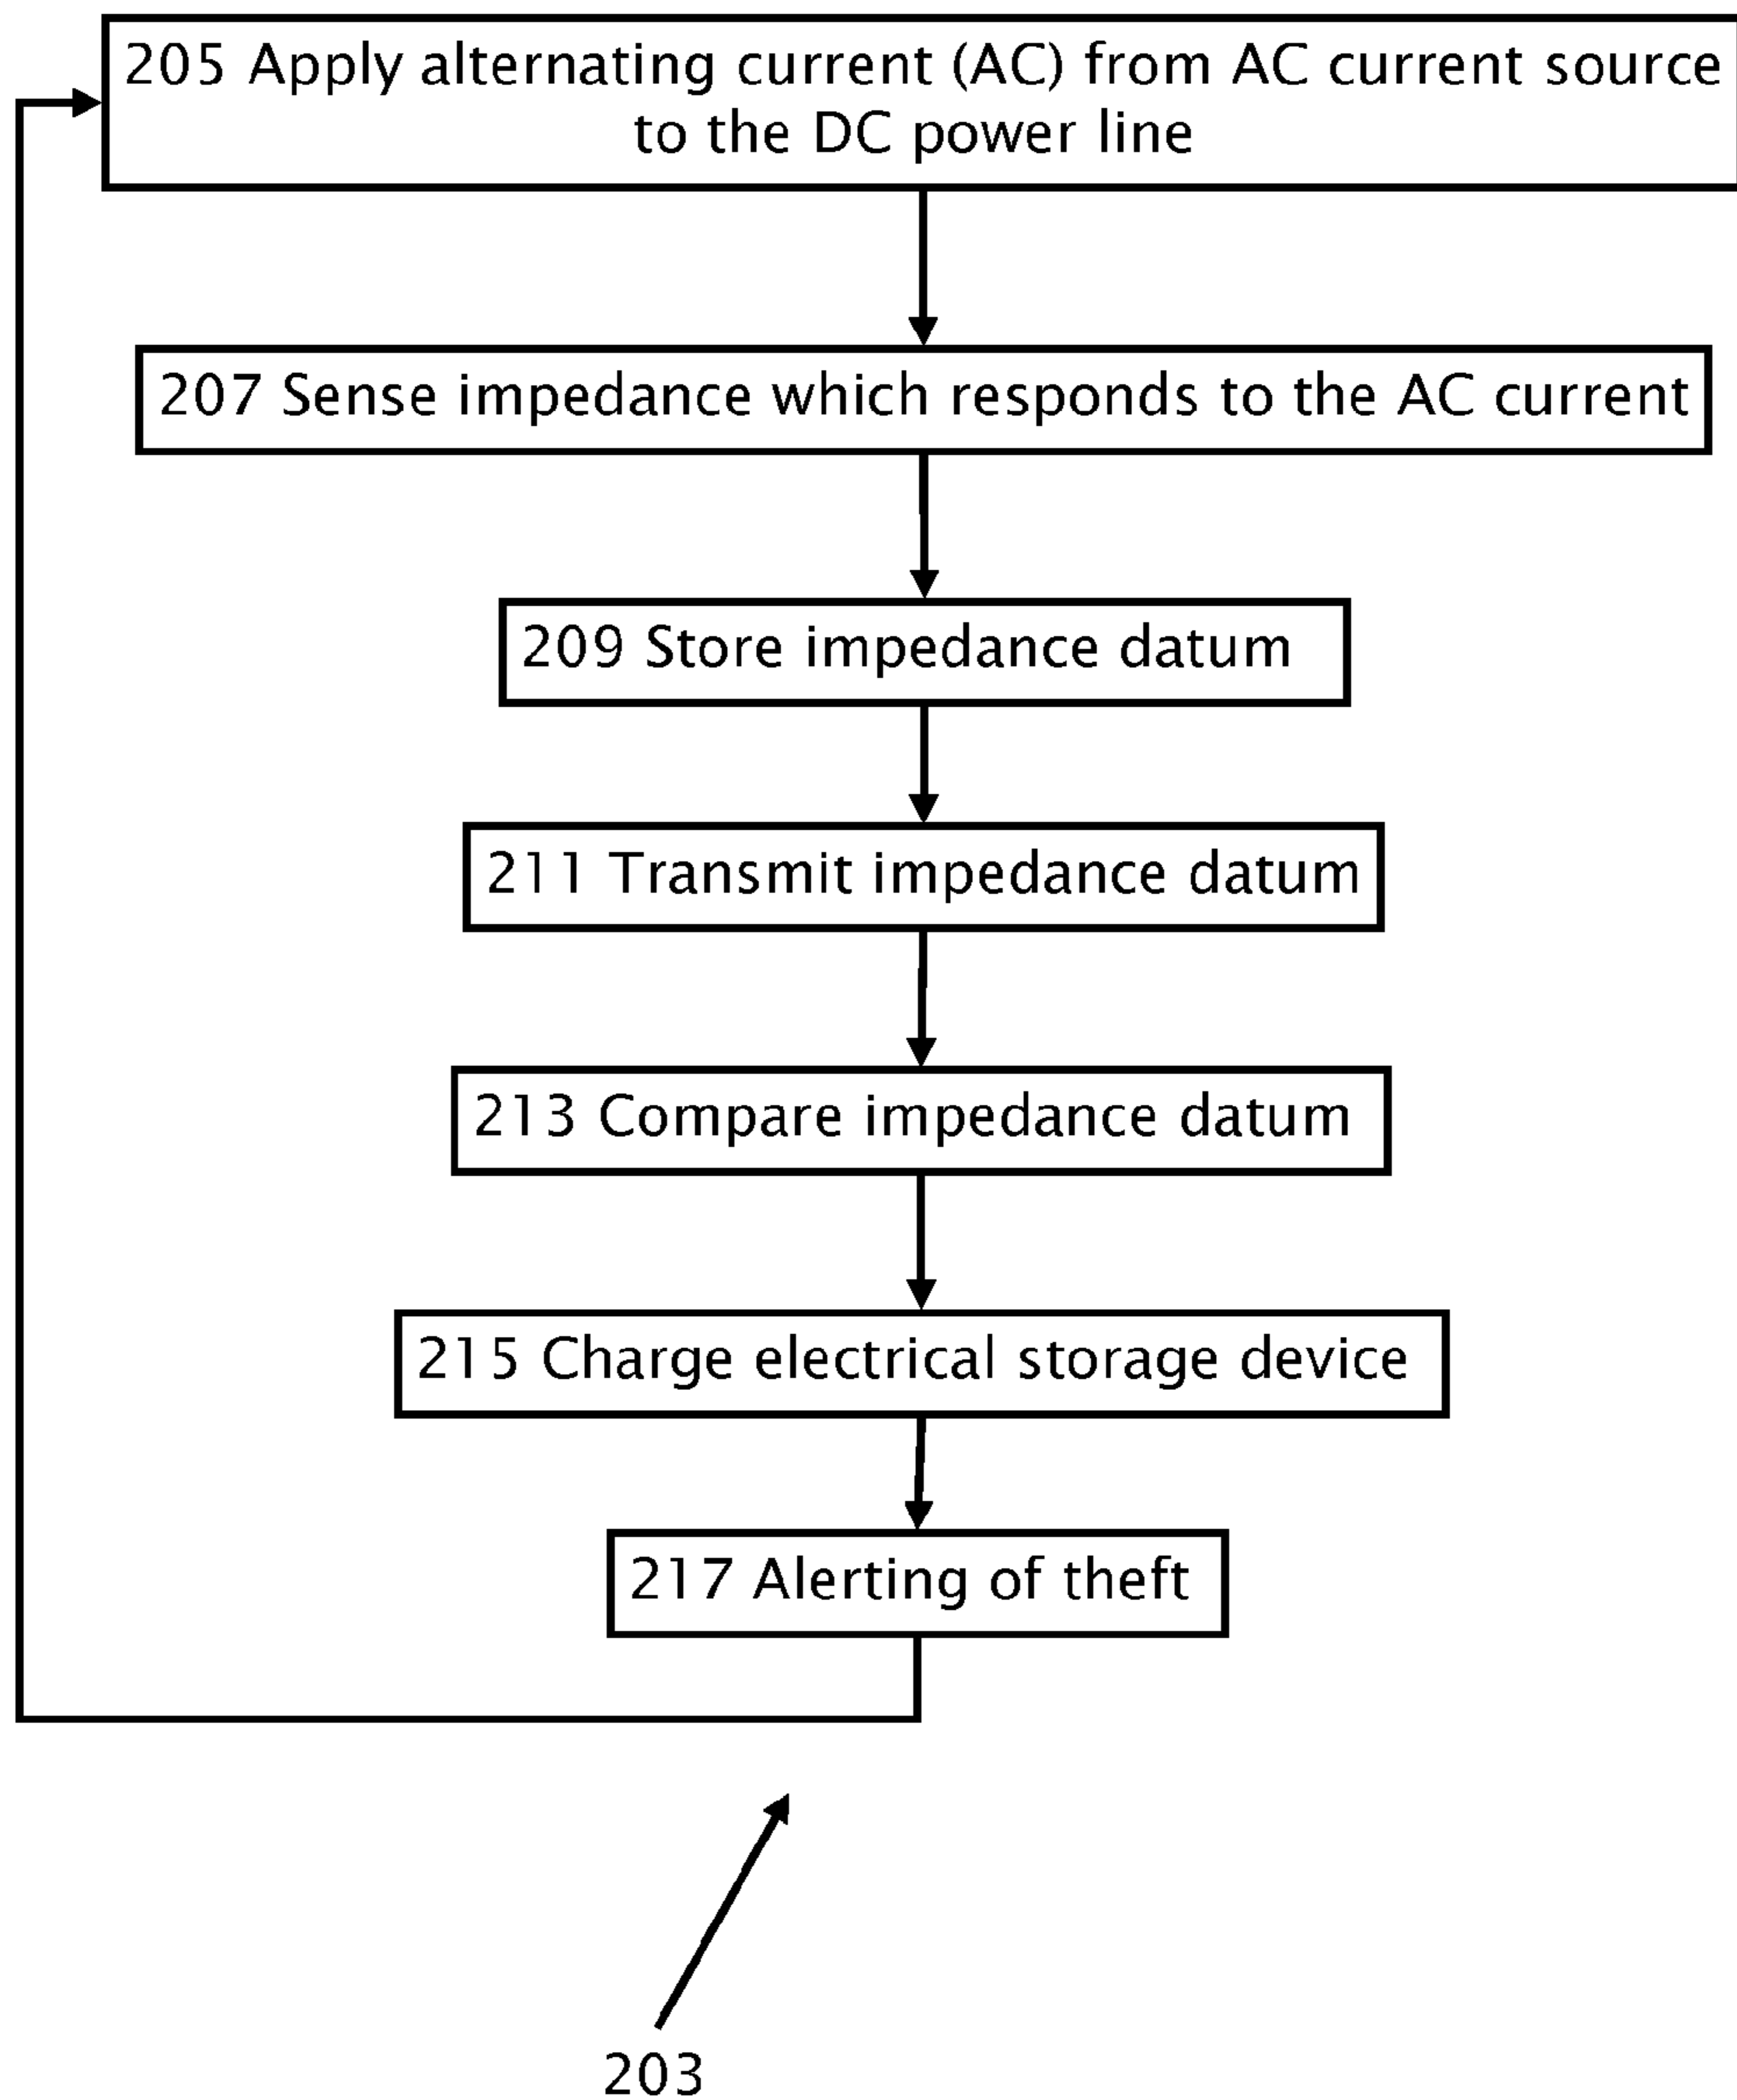 205 Apply alternating current (AC) from AC current source
to the DC power line
207 Sense impedance which responds to the AC current
209 Store impedance datum
211 Transmit impedance datum
213 Compare impedance datum
215 Charge electrical storage device
217 Alerting of theft
203